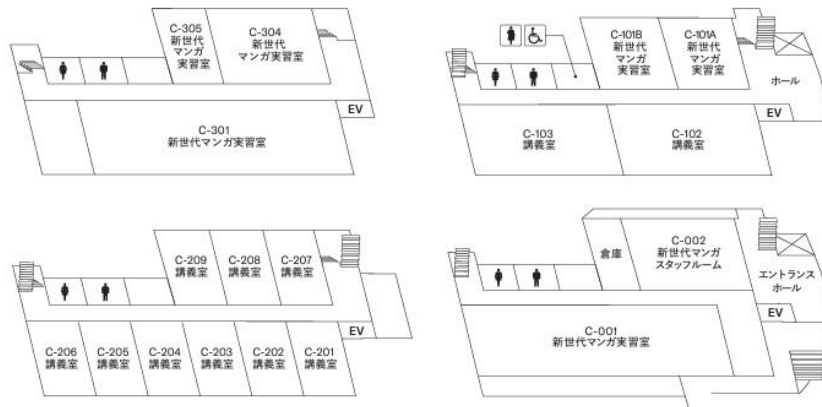 C-305
新世代
マンガ
実習室
C-304
新世代
マンガ実習室
EV
C-301
新世代マンガ実習室
C-101B
新世代
マンガ
実習室
C-101A
新世代
マンガ
実習室
ホール
EV
C-103
講義室
C-102
講義室
C-209
講義室
C-208
講義室
C-207
講義室
EV
C-206
講義室
C-205
講義室
C-204
講義室
C-203
講義室
C-202
講義室
C-201
講義室
倉庫
C-002
新世代マンガ
スタッフルーム
エントランス
ホール
EV
C-001
新世代マンガ実習室